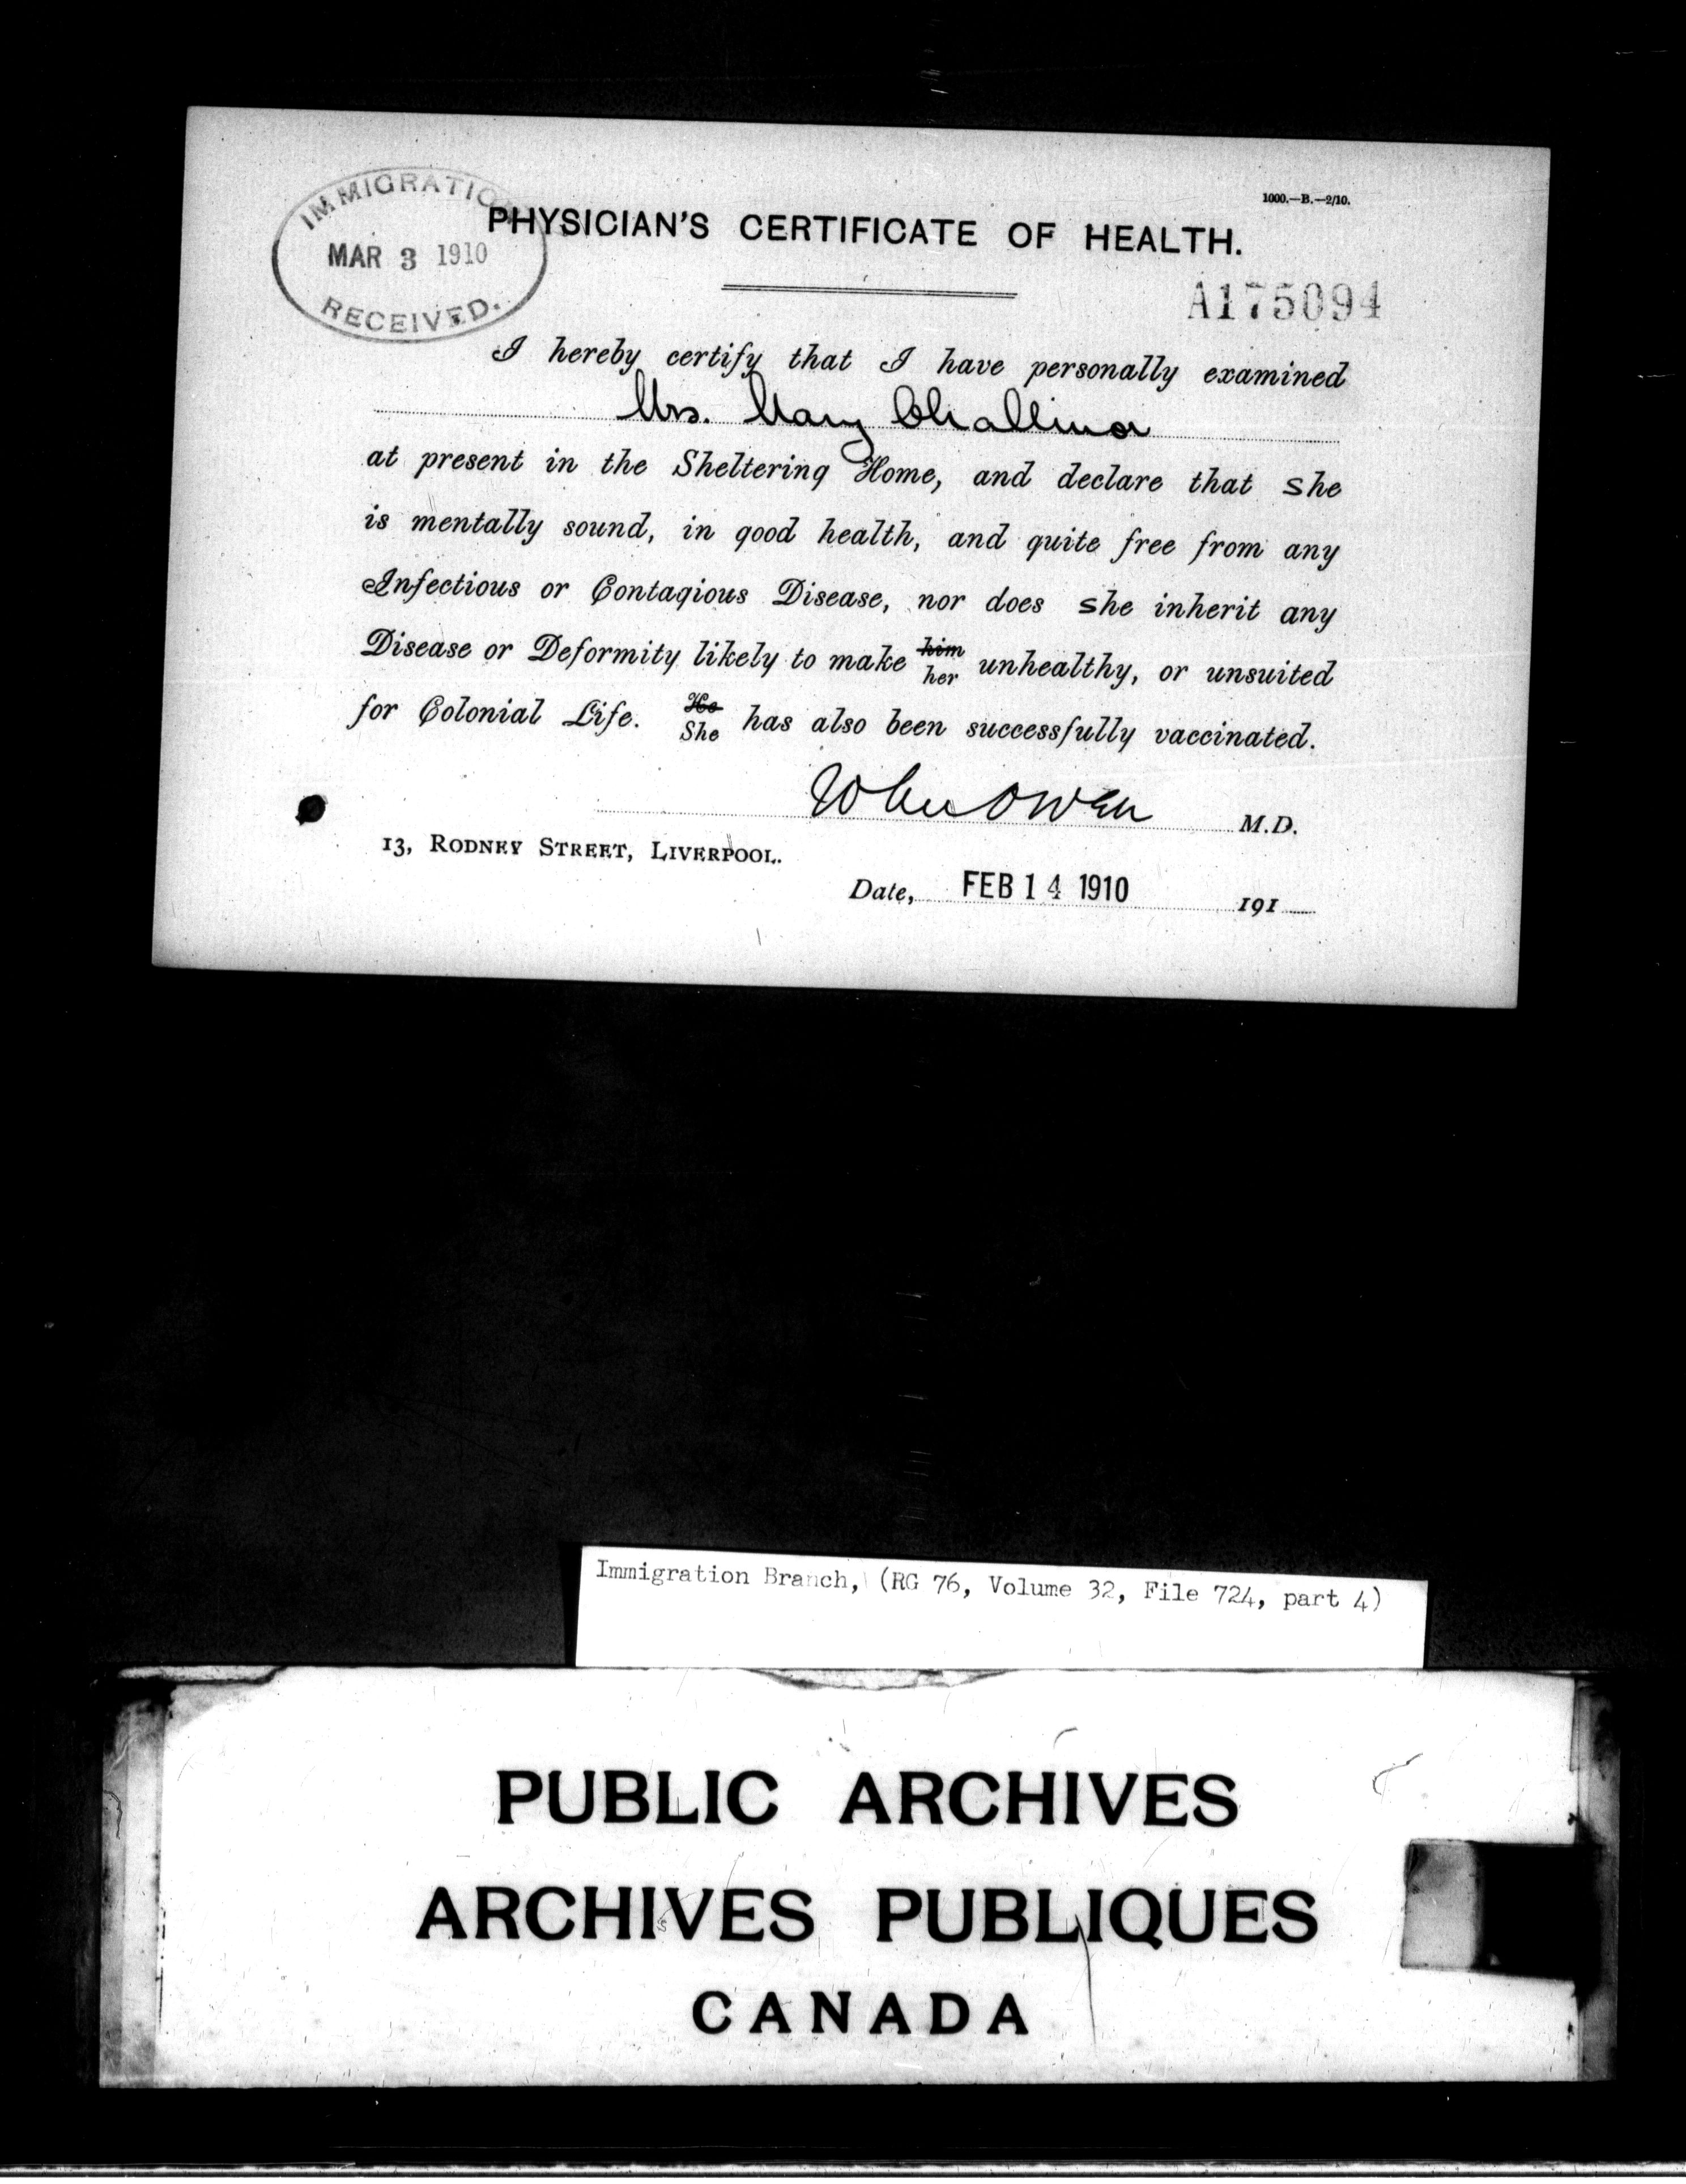 IMMIGRATION
MAR 3 1910
RECEIVED.
1000.—B.—2/10.
PHYSICIAN'S CERTIFICATE OF HEALTH.
A175094
I hereby certify that I have personally examined
Mrs. Mary Challinor
at present in the Sheltering Home, and declare that she
is mentally sound, in good health, and quite free from any
Infectious or Contagious Disease, nor does she inherit any
Disease or Deformity likely to make him her unhealthy, or unsuited
for Colonial Life. He She has also been successfully vaccinated.
Owen M.D.
13, RODNEY STREET, LIVERPOOL.
Date, FEB 14 1910 191
Immigration Branch, (RG 76, Volume 32, File 724, part 4)
PUBLIC ARCHIVES
ARCHIVES PUBLIQUES
CANADA